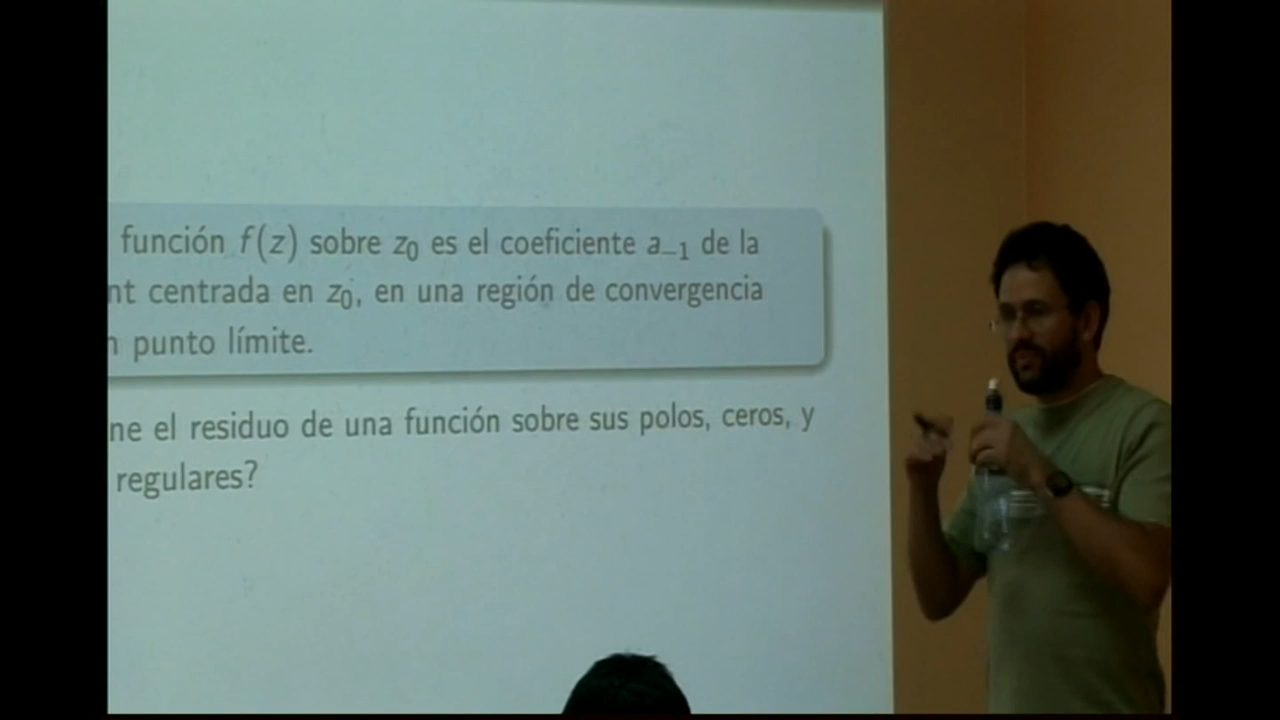 función f(z) sobre z₀ es el coeficiente a₋₁ de la
nt centrada en z₀, en una región de convergencia
n punto límite.
ne el residuo de una función sobre sus polos, ceros, y
regulares?